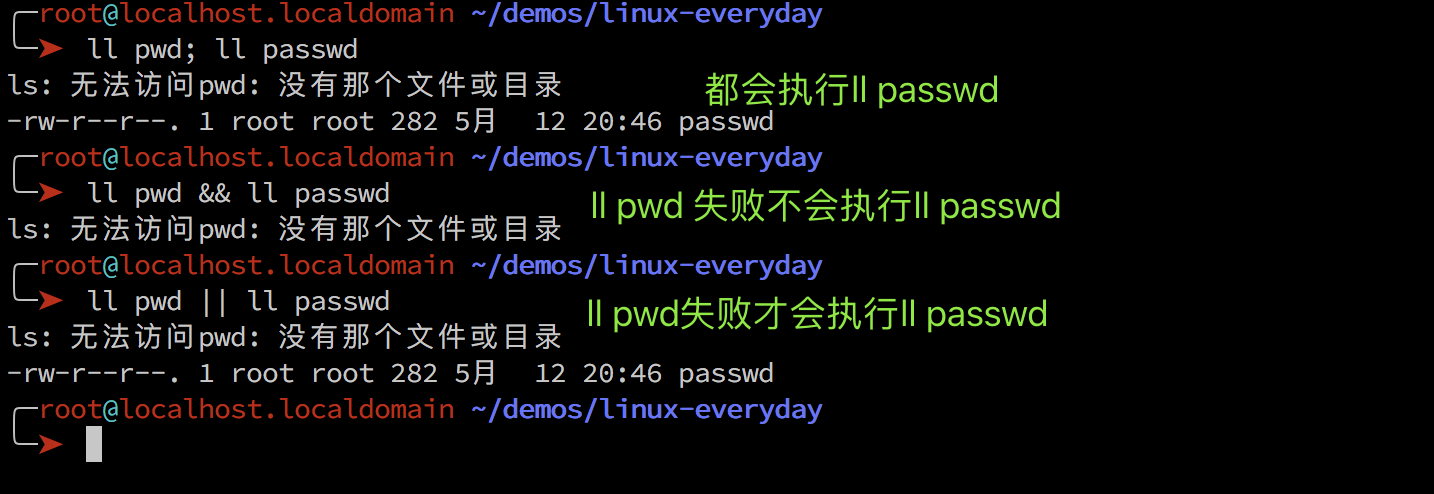 root@localhost.localdomain ~/demos/linux-everyday
➤ ll pwd; ll passwd
ls: 无法访问pwd: 没有那个文件或目录
都会执行ll passwd
-rw-r--r--. 1 root root 282 5月  12 20:46 passwd
root@localhost.localdomain ~/demos/linux-everyday
➤ ll pwd && ll passwd
ll pwd 失败不会执行ll passwd
ls: 无法访问pwd: 没有那个文件或目录
root@localhost.localdomain ~/demos/linux-everyday
➤ ll pwd || ll passwd
ll pwd失败才会执行ll passwd
ls: 无法访问pwd: 没有那个文件或目录
-rw-r--r--. 1 root root 282 5月  12 20:46 passwd
root@localhost.localdomain ~/demos/linux-everyday
➤